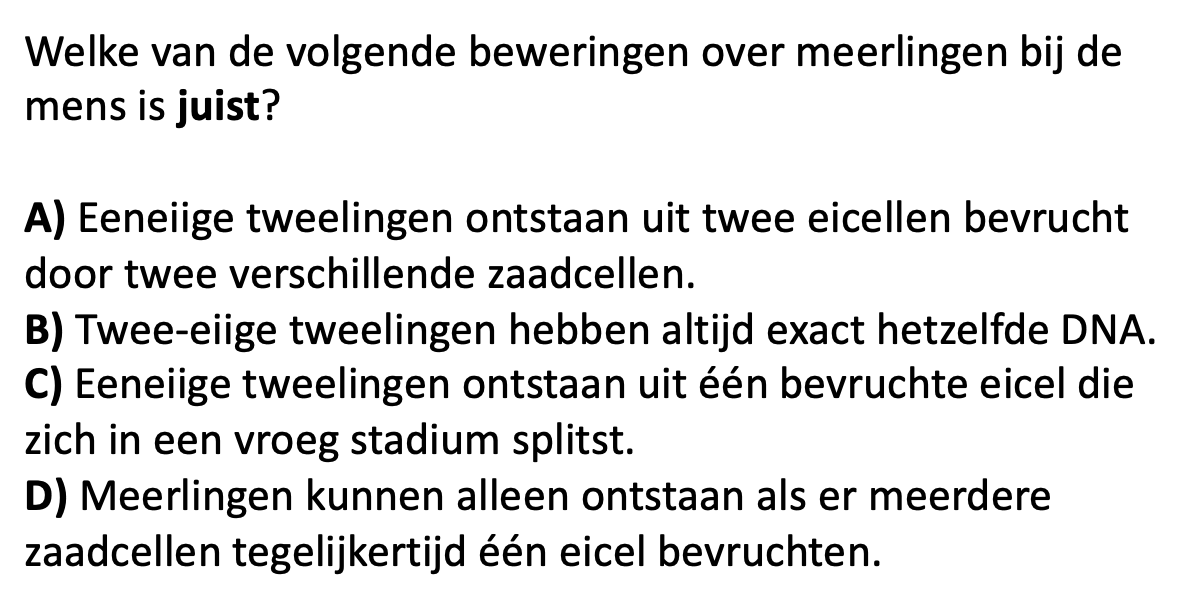 Welke van de volgende beweringen over meerlingen bij de
mens is juist?
A) Eeneiige tweelingen ontstaan uit twee eicellen bevrucht
door twee verschillende zaadcellen.
B) Twee-eiige tweelingen hebben altijd exact hetzelfde DNA.
C) Eeneiige tweelingen ontstaan uit één bevruchte eicel die
zich in een vroeg stadium splitst.
D) Meerlingen kunnen alleen ontstaan als er meerdere
zaadcellen tegelijkertijd één eicel bevruchten.